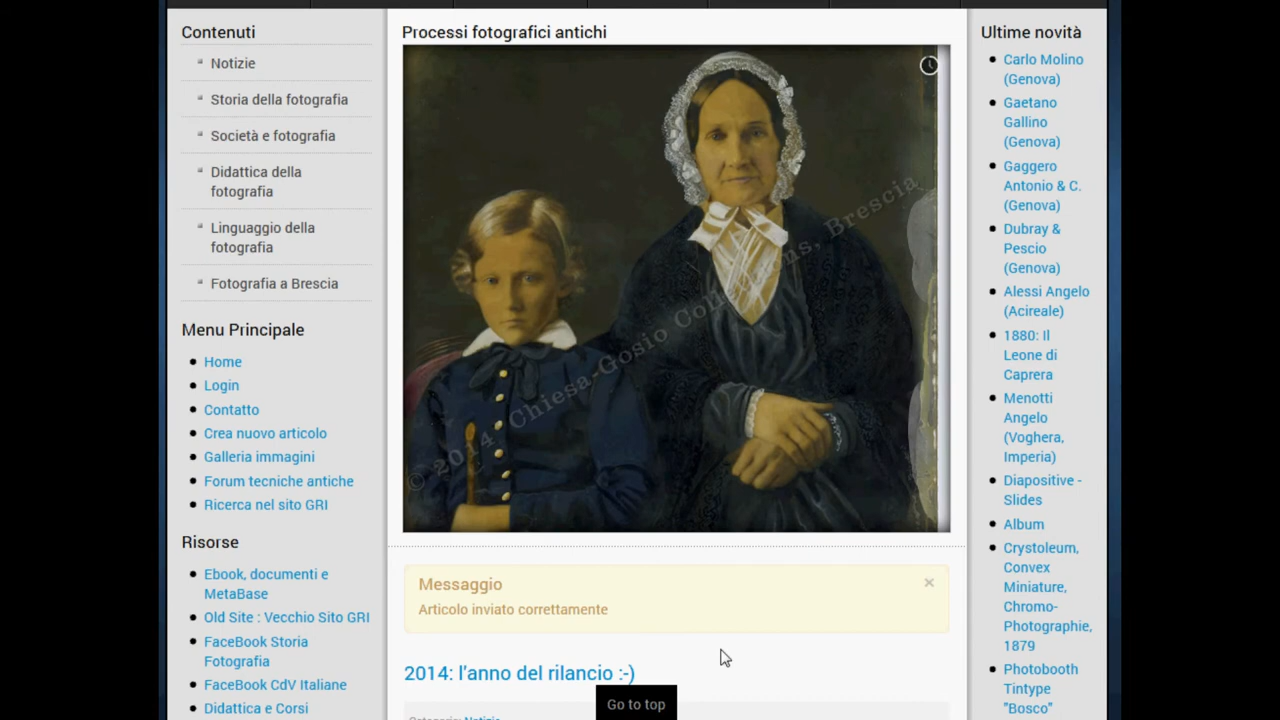 Contenuti
Notizie
Storia della fotografia
Società e fotografia
Didattica della
fotografia
Linguaggio della
fotografia
Fotografia a Brescia
Menu Principale
Home
Login
Contatto
Crea nuovo articolo
Galleria immagini
Forum tecniche antiche
Ricerca nel sito GRI
Risorse
Ebook, documenti e
MetaBase
Old Site : Vecchio Sito GRI
FaceBook Storia
Fotografia
FaceBook CdV Italiane
Didattica e Corsi
Processi fotografici antichi
© 2014, Chiesa-Gosio Collections, Brescia
Messaggio
×
Articolo inviato correttamente
2014: l'anno del rilancio :-)
Go to top
Categoria: Notizie
Ultime novità
Carlo Molino
(Genova)
Gaetano
Gallino
(Genova)
Gaggero
Antonio & C.
(Genova)
Dubray &
Pescio
(Genova)
Alessi Angelo
(Acireale)
1880: Il
Leone di
Caprera
Menotti
Angelo
(Voghera,
Imperia)
Diapositive -
Slides
Album
Crystoleum,
Convex
Miniature,
Chromo-
Photographie,
1879
Photobooth
Tintype
"Bosco"